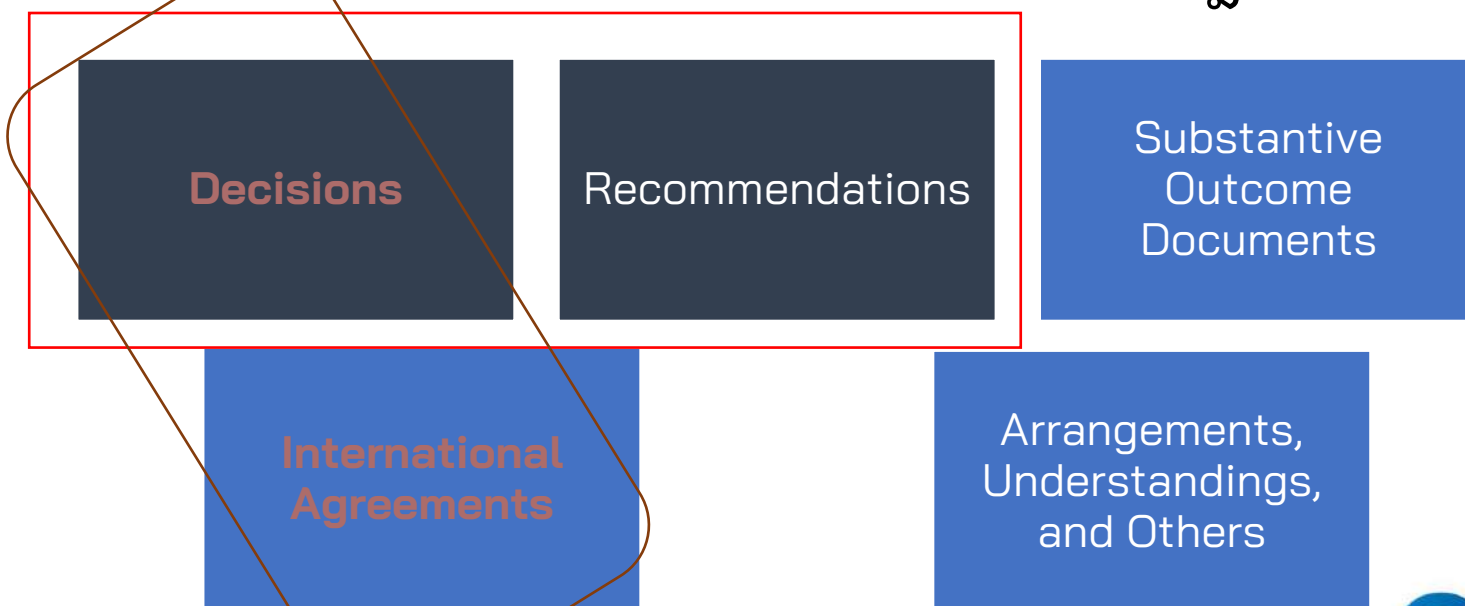 Decisions
Recommendations
Substantive
Outcome
Documents
International
Agreements
Arrangements,
Understandings,
and Others